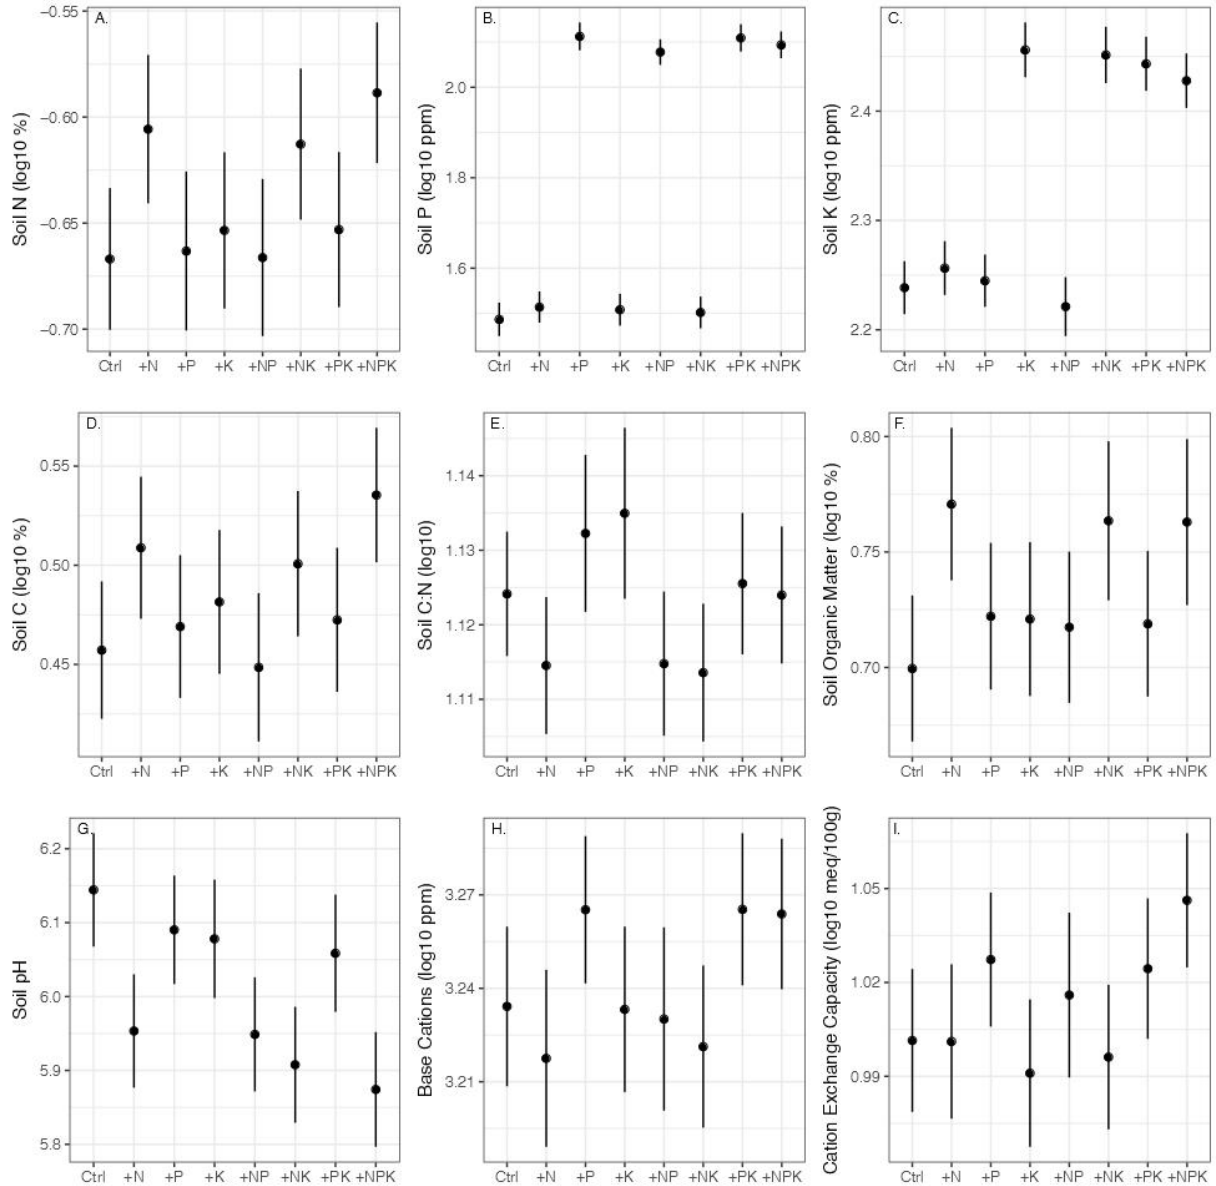 A.
Soil N (log10 %)
−0.55
−0.60
−0.65
−0.70
Ctrl +N +P +K +NP +NK +PK +NPK
B.
Soil P (log10 ppm)
2.0
1.8
1.6
Ctrl +N +P +K +NP +NK +PK +NPK
C.
Soil K (log10 ppm)
2.4
2.3
2.2
Ctrl +N +P +K +NP +NK +PK +NPK
D.
Soil C (log10 %)
0.55
0.50
0.45
Ctrl +N +P +K +NP +NK +PK +NPK
E.
Soil C:N (log10)
1.14
1.13
1.12
1.11
Ctrl +N +P +K +NP +NK +PK +NPK
F.
Soil Organic Matter (log10 %)
0.80
0.75
0.70
Ctrl +N +P +K +NP +NK +PK +NPK
G.
Soil pH
6.2
6.1
6.0
5.9
5.8
Ctrl +N +P +K +NP +NK +PK +NPK
H.
Base Cations (log10 ppm)
3.27
3.24
3.21
Ctrl +N +P +K +NP +NK +PK +NPK
I.
Cation Exchange Capacity (log10 meq/100g)
1.05
1.02
0.99
Ctrl +N +P +K +NP +NK +PK +NPK